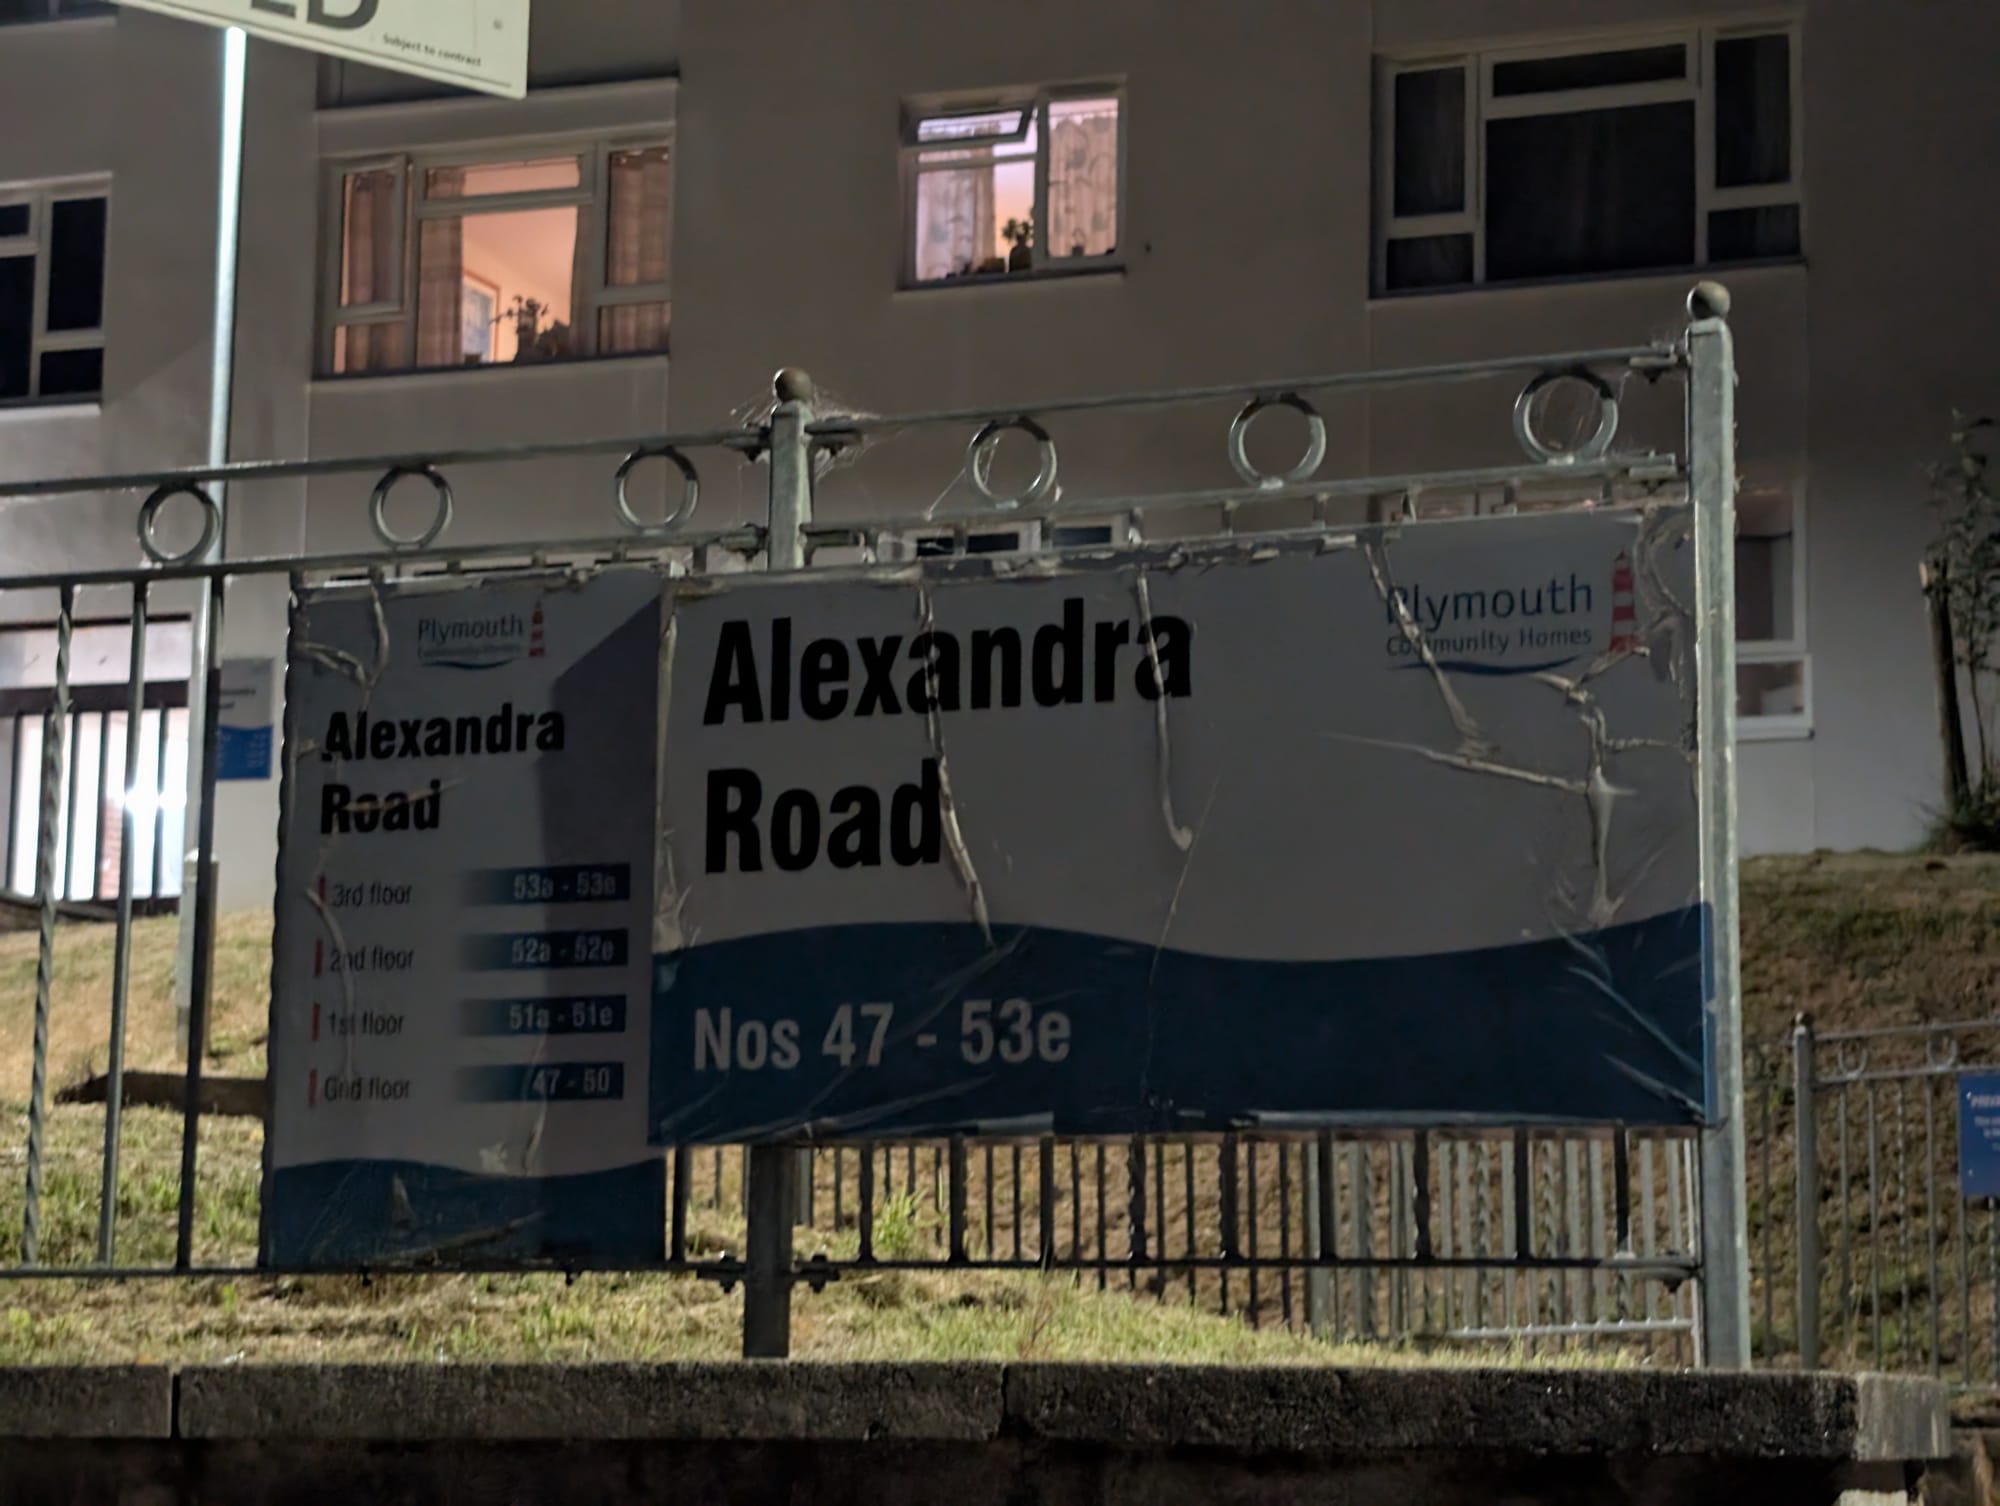 Subject to contract
Plymouth
Community Homes
Alexandra
Road
3rd floor 53a - 53e
2nd floor 52a - 52e
1st floor 51a - 51e
Gnd floor 47 - 50
Alexandra
Road
Plymouth
Community Homes
Nos 47 - 53e